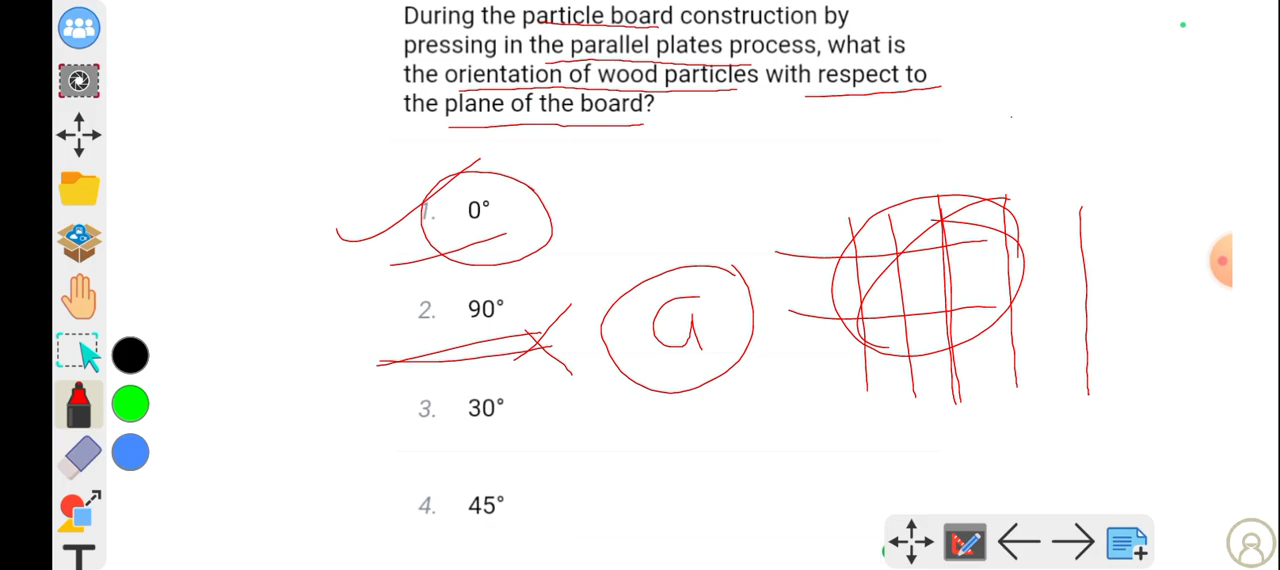 During the particle board construction by
pressing in the parallel plates process, what is
the orientation of wood particles with respect to
the plane of the board?
1. 0°
2. 90°
a
3. 30°
4. 45°
T